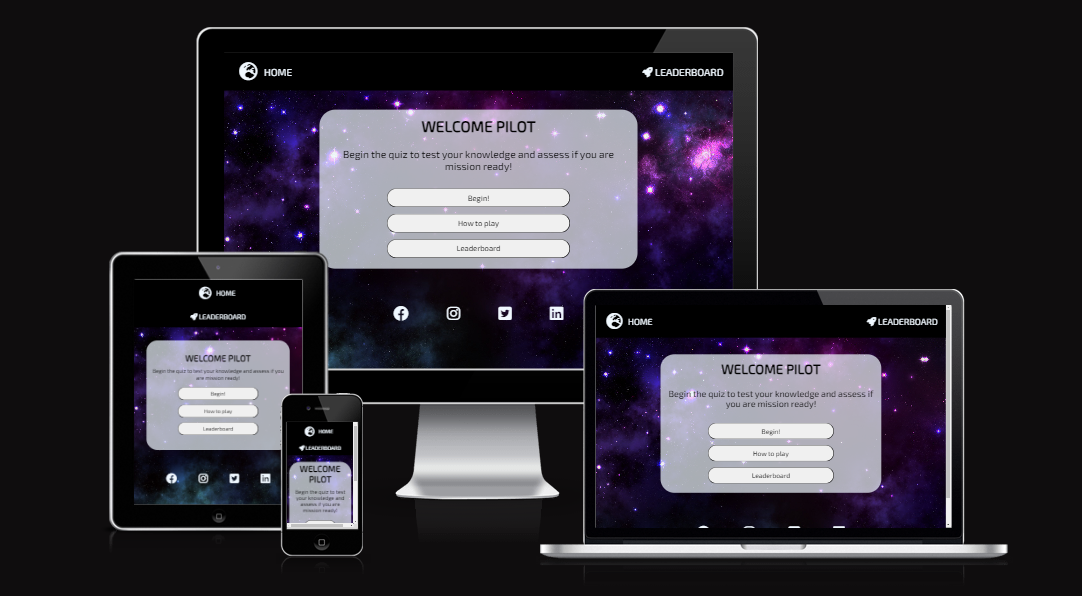 HOME
LEADERBOARD
WELCOME PILOT
Begin the quiz to test your knowledge and assess if you are
mission ready!
Begin!
How to play
Leaderboard
HOME
LEADERBOARD
WELCOME PILOT
Begin the quiz to test your knowledge and assess if you
are mission ready!
Begin!
How to play
Leaderboard
HOME
LEADERBOARD
WELCOME
PILOT
Begin the quiz to test
your knowledge and
assess if you are
mission ready!
HOME
LEADERBOARD
WELCOME PILOT
Begin the quiz to test your knowledge and assess if
you are mission ready!
Begin!
How to play
Leaderboard